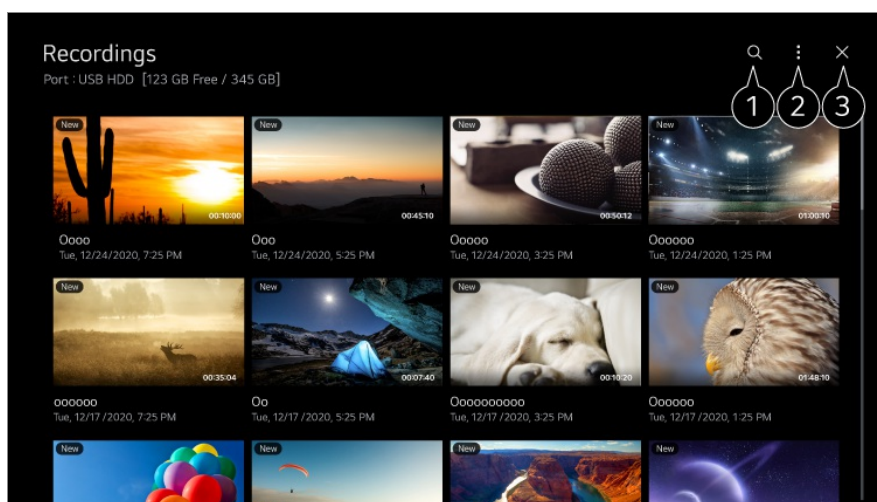 Recordings
Port : USB HDD [123 GB Free / 345 GB]
1 2 3
New New New New
00:10:00 00:45:10 00:50:12 01:00:10
Oooo Ooo Ooooo Oooooo
Tue, 12/24/2020, 7:25 PM Tue, 12/24/2020, 5:25 PM Tue, 12/24/2020, 3:25 PM Tue, 12/24/2020, 1:25 PM
New New New New
00:35:04 00:07:40 00:10:20 01:48:10
oooooo Oo Oooooooooo Oooooo
Tue, 12/17 /2020, 7:25 PM Tue, 12/17 /2020, 5:25 PM Tue, 12/17 /2020, 3:25 PM Tue, 12/17 /2020, 1:25 PM
New New New New